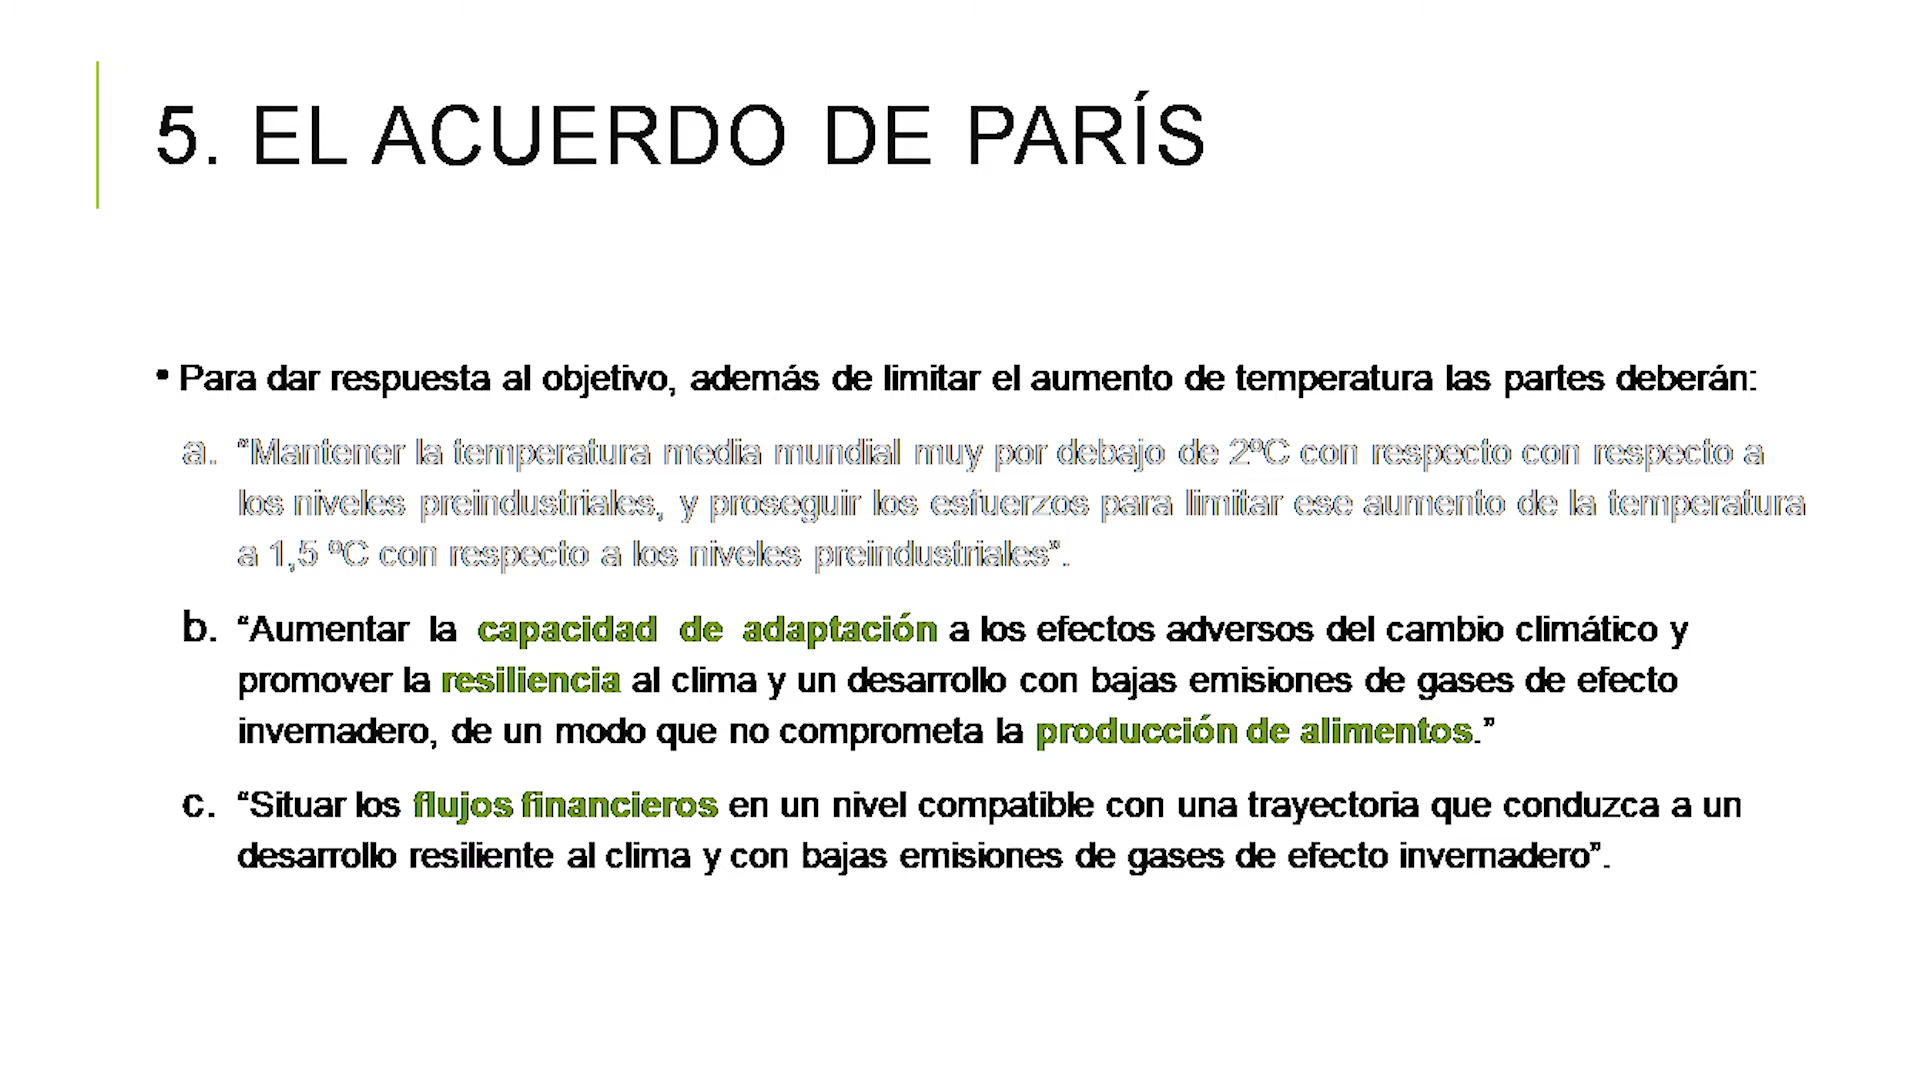 5. EL ACUERDO DE PARÍS
• Para dar respuesta al objetivo, además de limitar el aumento de temperatura las partes deberán:
a. “Mantener la temperatura media mundial muy por debajo de 2ºC con respecto con respecto a
los niveles preindustriales, y proseguir los esfuerzos para limitar ese aumento de la temperatura
a 1,5 ºC con respecto a los niveles preindustriales”.
b. “Aumentar la capacidad de adaptación a los efectos adversos del cambio climático y
promover la resiliencia al clima y un desarrollo con bajas emisiones de gases de efecto
invernadero, de un modo que no comprometa la producción de alimentos.”
c. “Situar los flujos financieros en un nivel compatible con una trayectoria que conduzca a un
desarrollo resiliente al clima y con bajas emisiones de gases de efecto invernadero”.